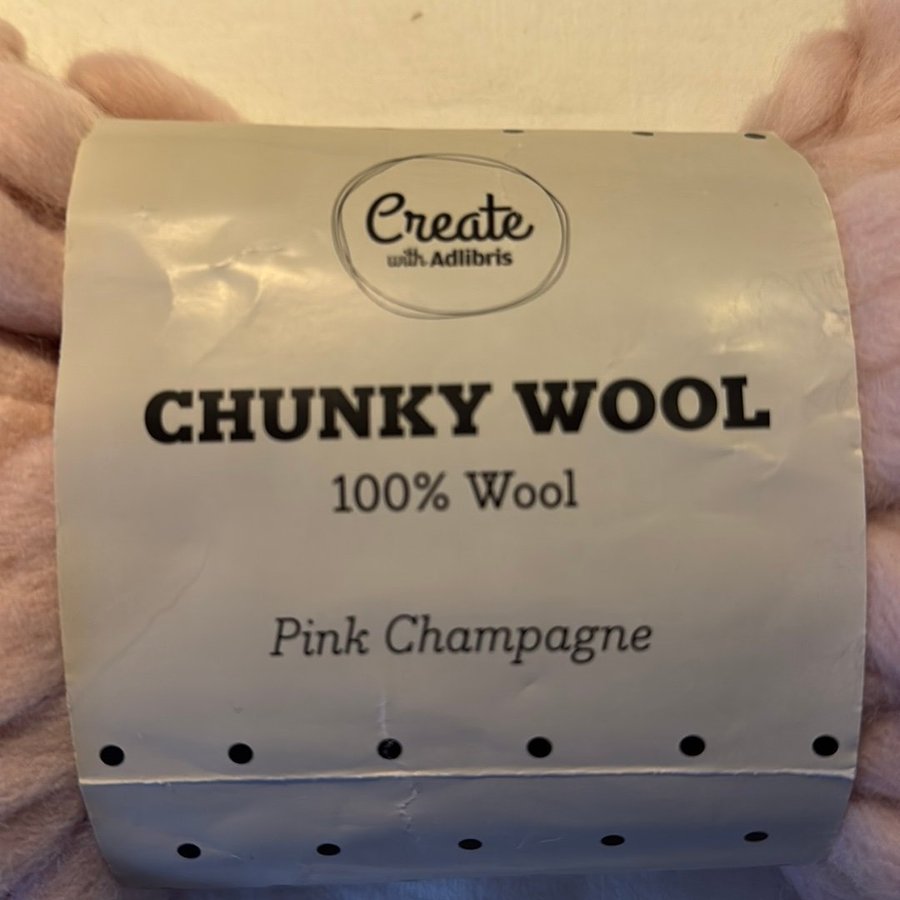 Create
with Adlibris
CHUNKY WOOL
100% Wool
Pink Champagne